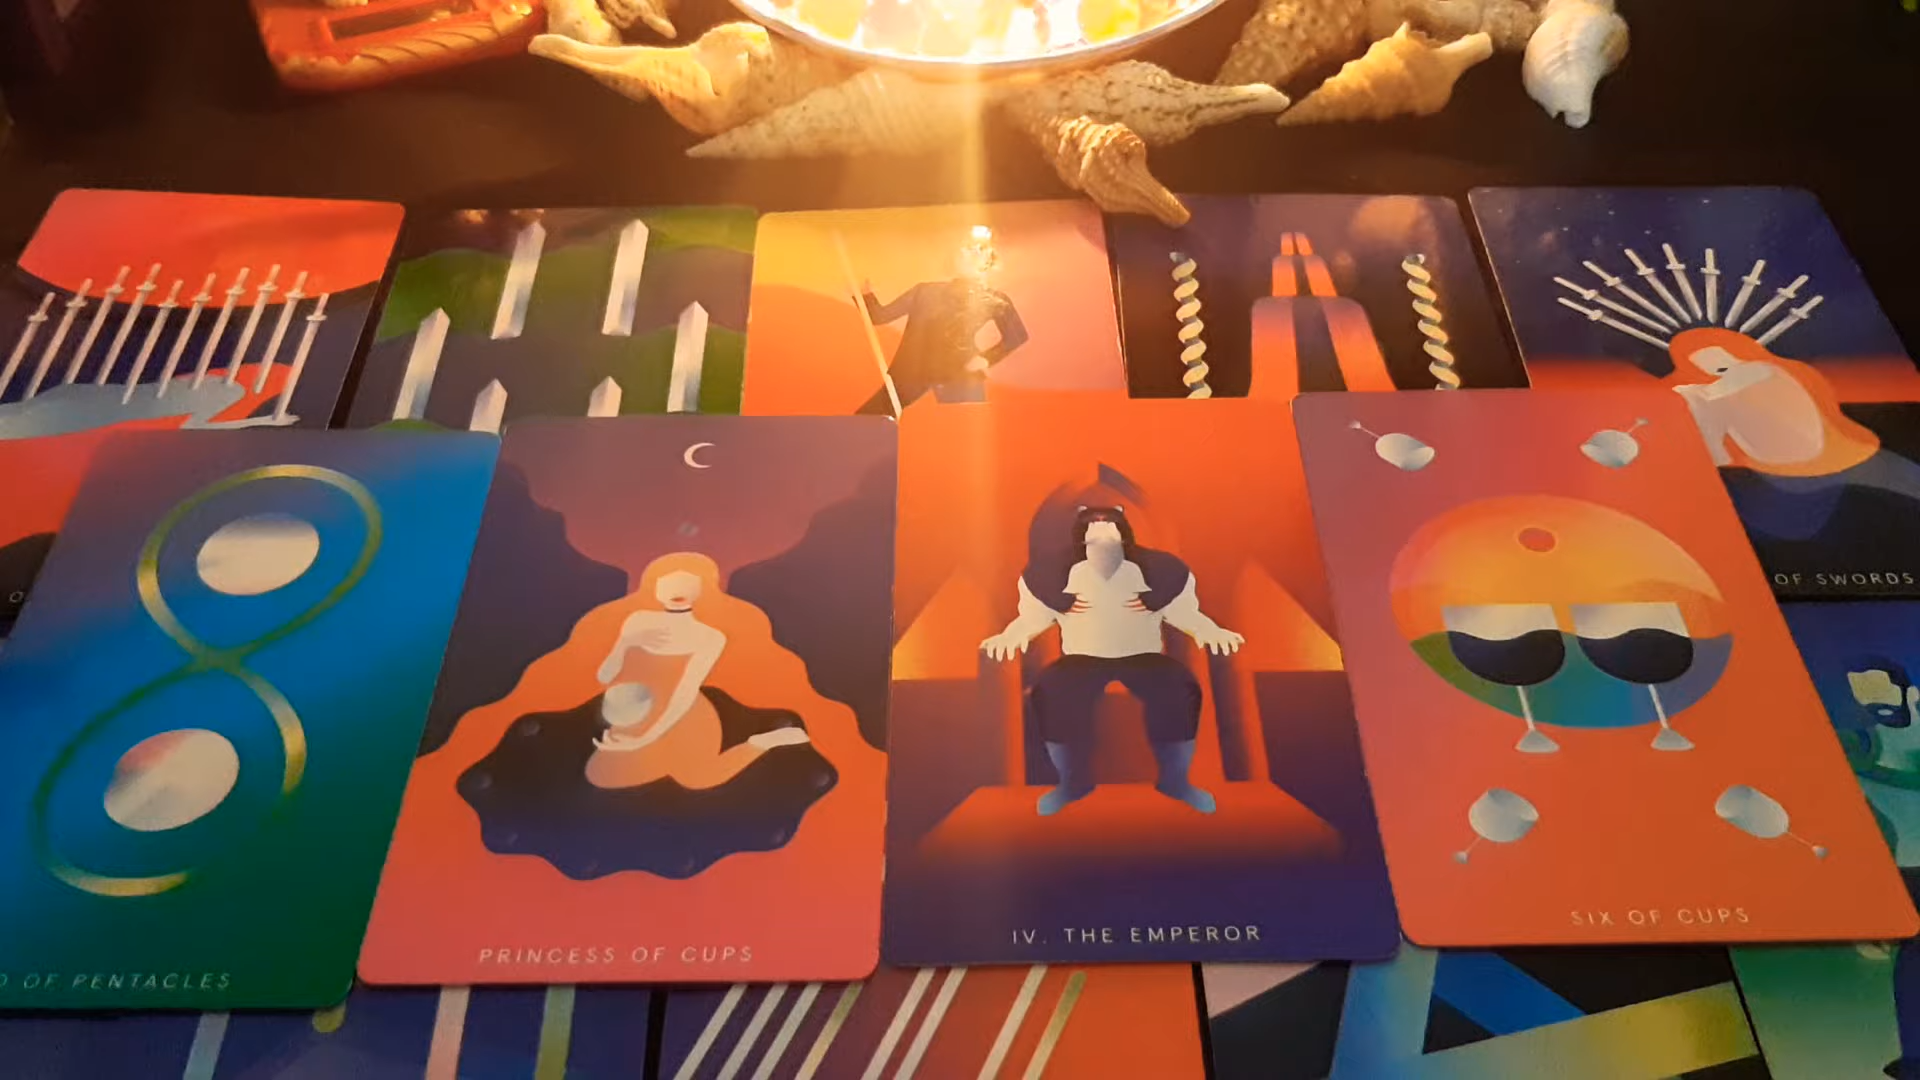 OF SWORDS
SIX OF CUPS
IV. THE EMPEROR
PRINCESS OF CUPS
O OF PENTACLES